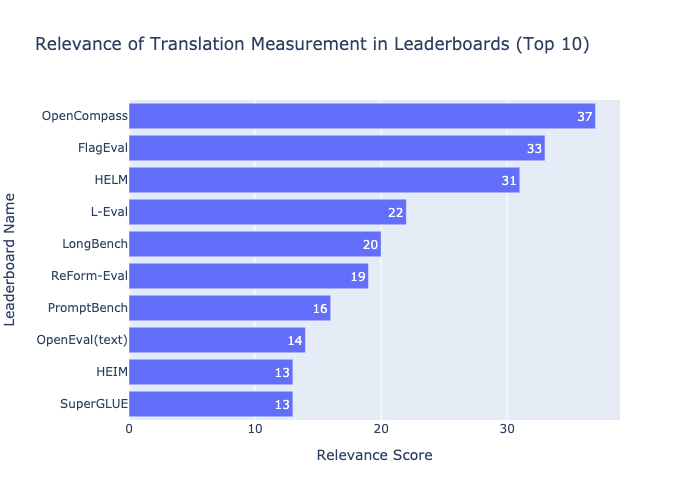 Relevance of Translation Measurement in Leaderboards (Top 10)
Leaderboard Name
OpenCompass 37
FlagEval 33
HELM 31
L-Eval 22
LongBench 20
ReForm-Eval 19
PromptBench 16
OpenEval(text) 14
HEIM 13
SuperGLUE 13
0 10 20 30
Relevance Score